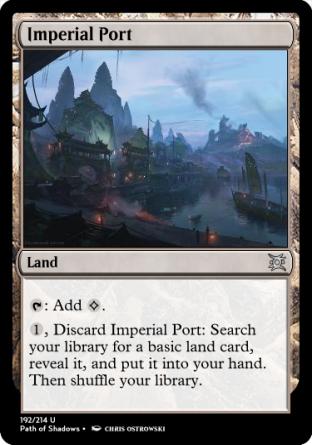 Imperial Port
Land
: Add .
1, Discard Imperial Port: Search
your library for a basic land card,
reveal it, and put it into your hand.
Then shuffle your library.
192/214 U
Path of Shadows • CHRIS OSTROWSKI